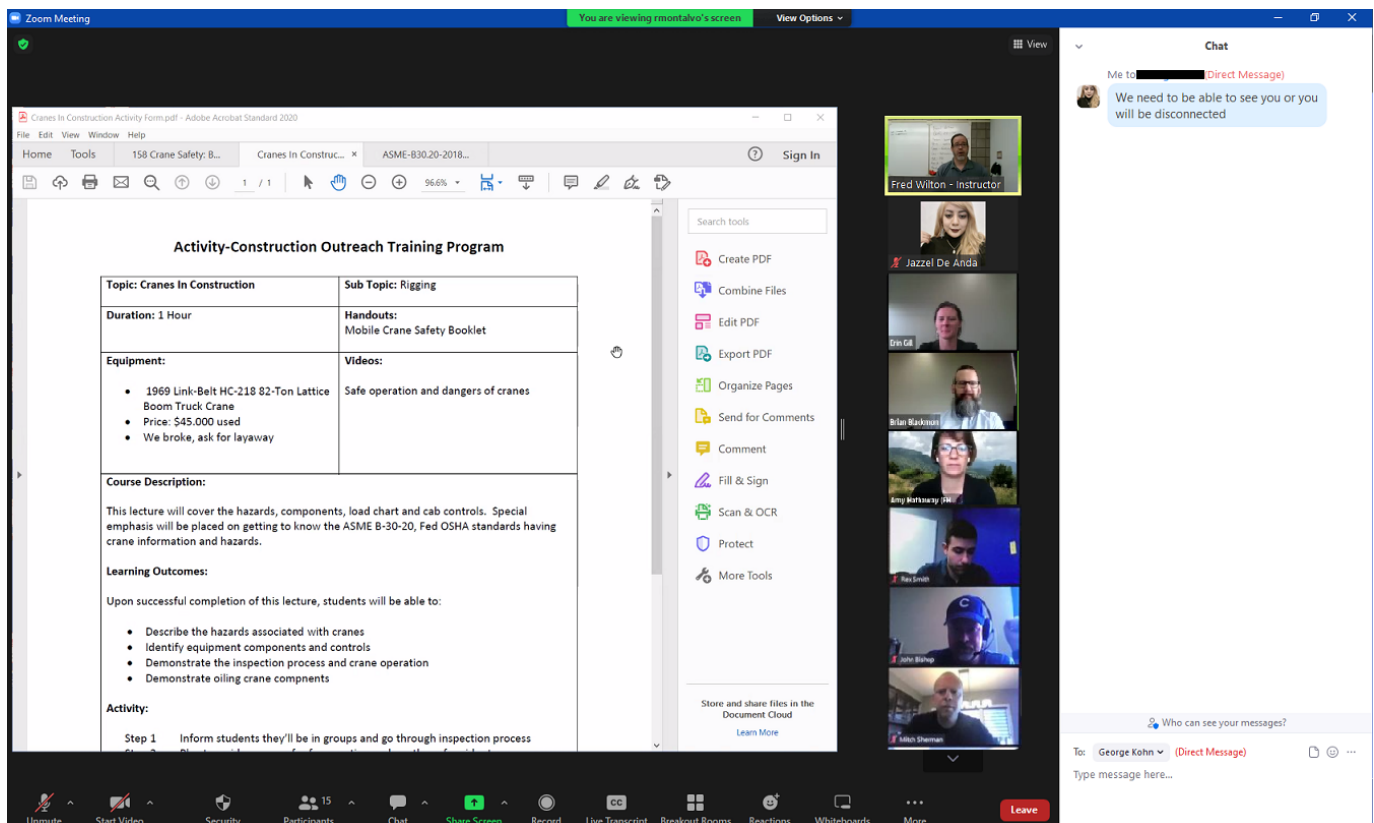 Zoom Meeting
You are viewing rmontalvo's screen
View Options
View
Cranes In Construction Activity Form.pdf - Adobe Acrobat Standard 2020
File Edit View Window Help
Home Tools 158 Crane Safety: B... Cranes In Construc... × ASME-B30.20-2018... Sign In
1 / 1 96.6%
Activity-Construction Outreach Training Program
Topic: Cranes In Construction
Sub Topic: Rigging
Duration: 1 Hour
Handouts:
Mobile Crane Safety Booklet
Equipment:
• 1969 Link-Belt HC-218 82-Ton Lattice
Boom Truck Crane
• Price: $45.000 used
• We broke, ask for layaway
Videos:
Safe operation and dangers of cranes
Course Description:
This lecture will cover the hazards, components, load chart and cab controls. Special
emphasis will be placed on getting to know the ASME B-30-20, Fed OSHA standards having
crane information and hazards.
Learning Outcomes:
Upon successful completion of this lecture, students will be able to:
• Describe the hazards associated with cranes
• Identify equipment components and controls
• Demonstrate the inspection process and crane operation
• Demonstrate oiling crane compnents
Activity:
Step 1 Inform students they'll be in groups and go through inspection process
Search tools
Create PDF
Combine Files
Edit PDF
Export PDF
Organize Pages
Send for Comments
Comment
Fill & Sign
Scan & OCR
Protect
More Tools
Store and share files in the
Document Cloud
Learn More
Fred Wilton - Instructor
Jazzel De Anda
Erin Gill
Brian Blackmon
Amy Hathaway
Rex Smith
C
John Bishop
Mitch Sherman
Chat
Me to (Direct Message)
We need to be able to see you or you
will be disconnected
Who can see your messages?
To: George Kohn (Direct Message)
Type message here...
Unmute
Start Video
Security
15
Participants
Chat
Share Screen
Record
CC
Live Transcript
Breakout Rooms
Reactions
Whiteboards
More
Leave